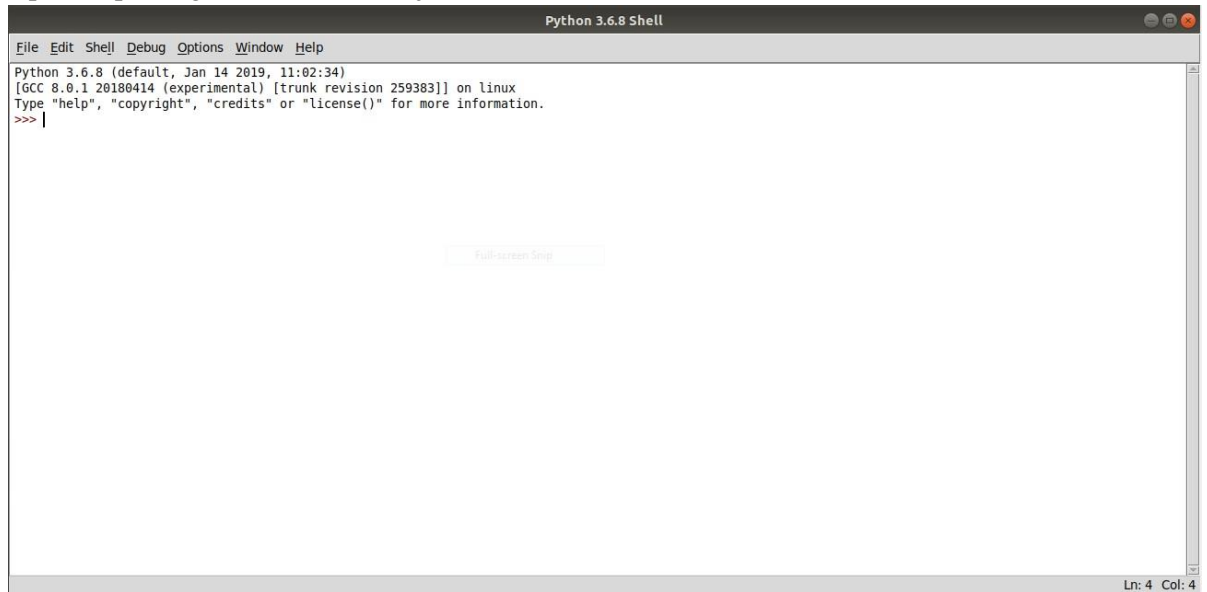 Python 3.6.8 Shell
File Edit Shell Debug Options Window Help
Python 3.6.8 (default, Jan 14 2019, 11:02:34)
[GCC 8.0.1 20180414 (experimental) [trunk revision 259383]] on linux
Type "help", "copyright", "credits" or "license()" for more information.
>>>
Full-screen Snip
Ln: 4 Col: 4